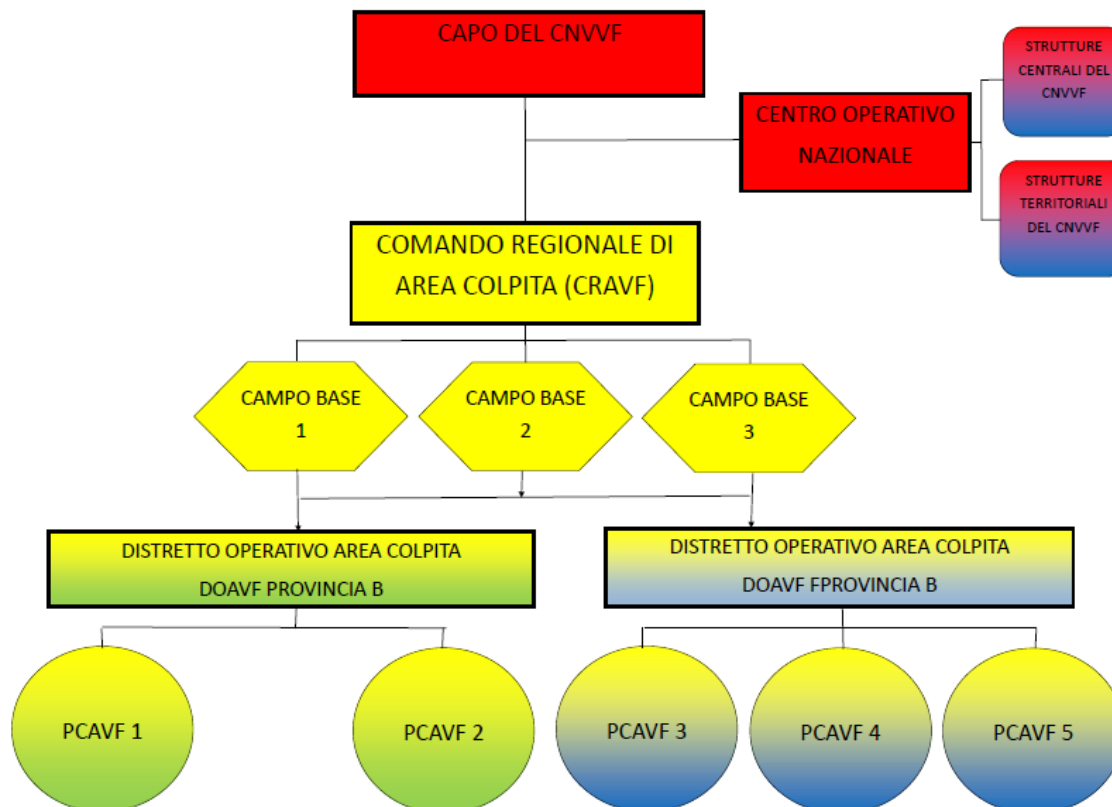 CAPO DEL CNVVF
STRUTTURE
CENTRALI DEL
CNVVF
CENTRO OPERATIVO
NAZIONALE
STRUTTURE
TERRITORIALI
DEL CNVVF
COMANDO REGIONALE DI
AREA COLPITA (CRAVF)
CAMPO BASE
1
CAMPO BASE
2
CAMPO BASE
3
DISTRETTO OPERATIVO AREA COLPITA
DOAVF PROVINCIA B
DISTRETTO OPERATIVO AREA COLPITA
DOAVF FPROVINCIA B
PCAVF 1
PCAVF 2
PCAVF 3
PCAVF 4
PCAVF 5